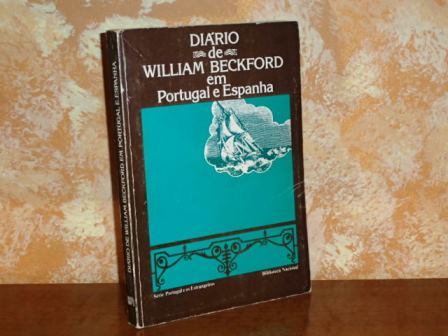 DIÁRIO
de
WILLIAM BECKFORD
em
Portugal e Espanha
Série Portugal e os Estrangeiros
Biblioteca Nacional
DIÁRIO DE WILLIAM BECKFORD EM PORTUGAL E ESPANHA